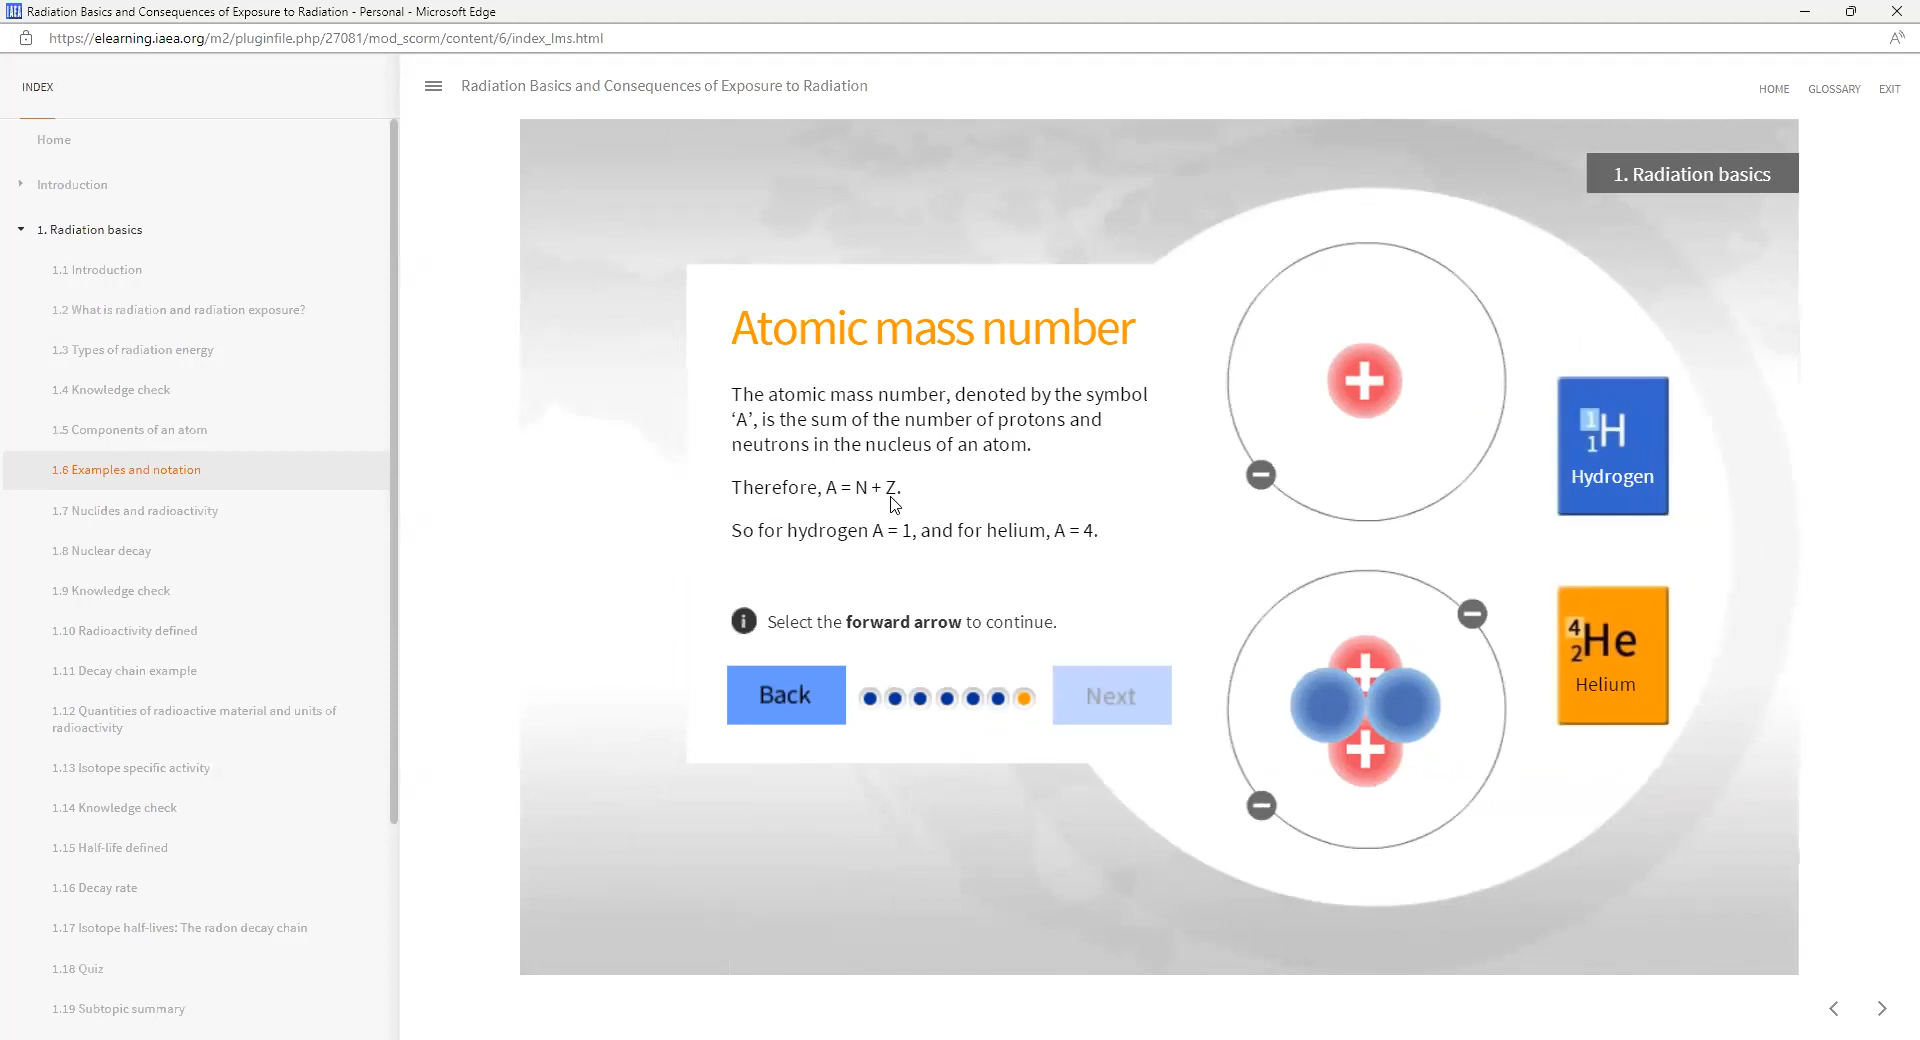 Radiation Basics and Consequences of Exposure to Radiation - Personal - Microsoft Edge
https://elearning.iaea.org/m2/pluginfile.php/27081/mod_scorm/content/6/index_lms.html
INDEX
Home
Introduction
1. Radiation basics
1.1 Introduction
1.2 What is radiation and radiation exposure?
1.3 Types of radiation energy
1.4 Knowledge check
1.5 Components of an atom
1.6 Examples and notation
1.7 Nuclides and radioactivity
1.8 Nuclear decay
1.9 Knowledge check
1.10 Radioactivity defined
1.11 Decay chain example
1.12 Quantities of radioactive material and units of
radioactivity
1.13 Isotope specific activity
1.14 Knowledge check
1.15 Half-life defined
1.16 Decay rate
1.17 Isotope half-lives: The radon decay chain
1.18 Quiz
1.19 Subtopic summary
Radiation Basics and Consequences of Exposure to Radiation
HOME GLOSSARY EXIT
1. Radiation basics
Atomic mass number
The atomic mass number, denoted by the symbol
‘A’, is the sum of the number of protons and
neutrons in the nucleus of an atom.
Therefore, A = N + Z.
So for hydrogen A = 1, and for helium, A = 4.
Select the forward arrow to continue.
Back
Next
1
1 H
Hydrogen
4
2 He
Helium